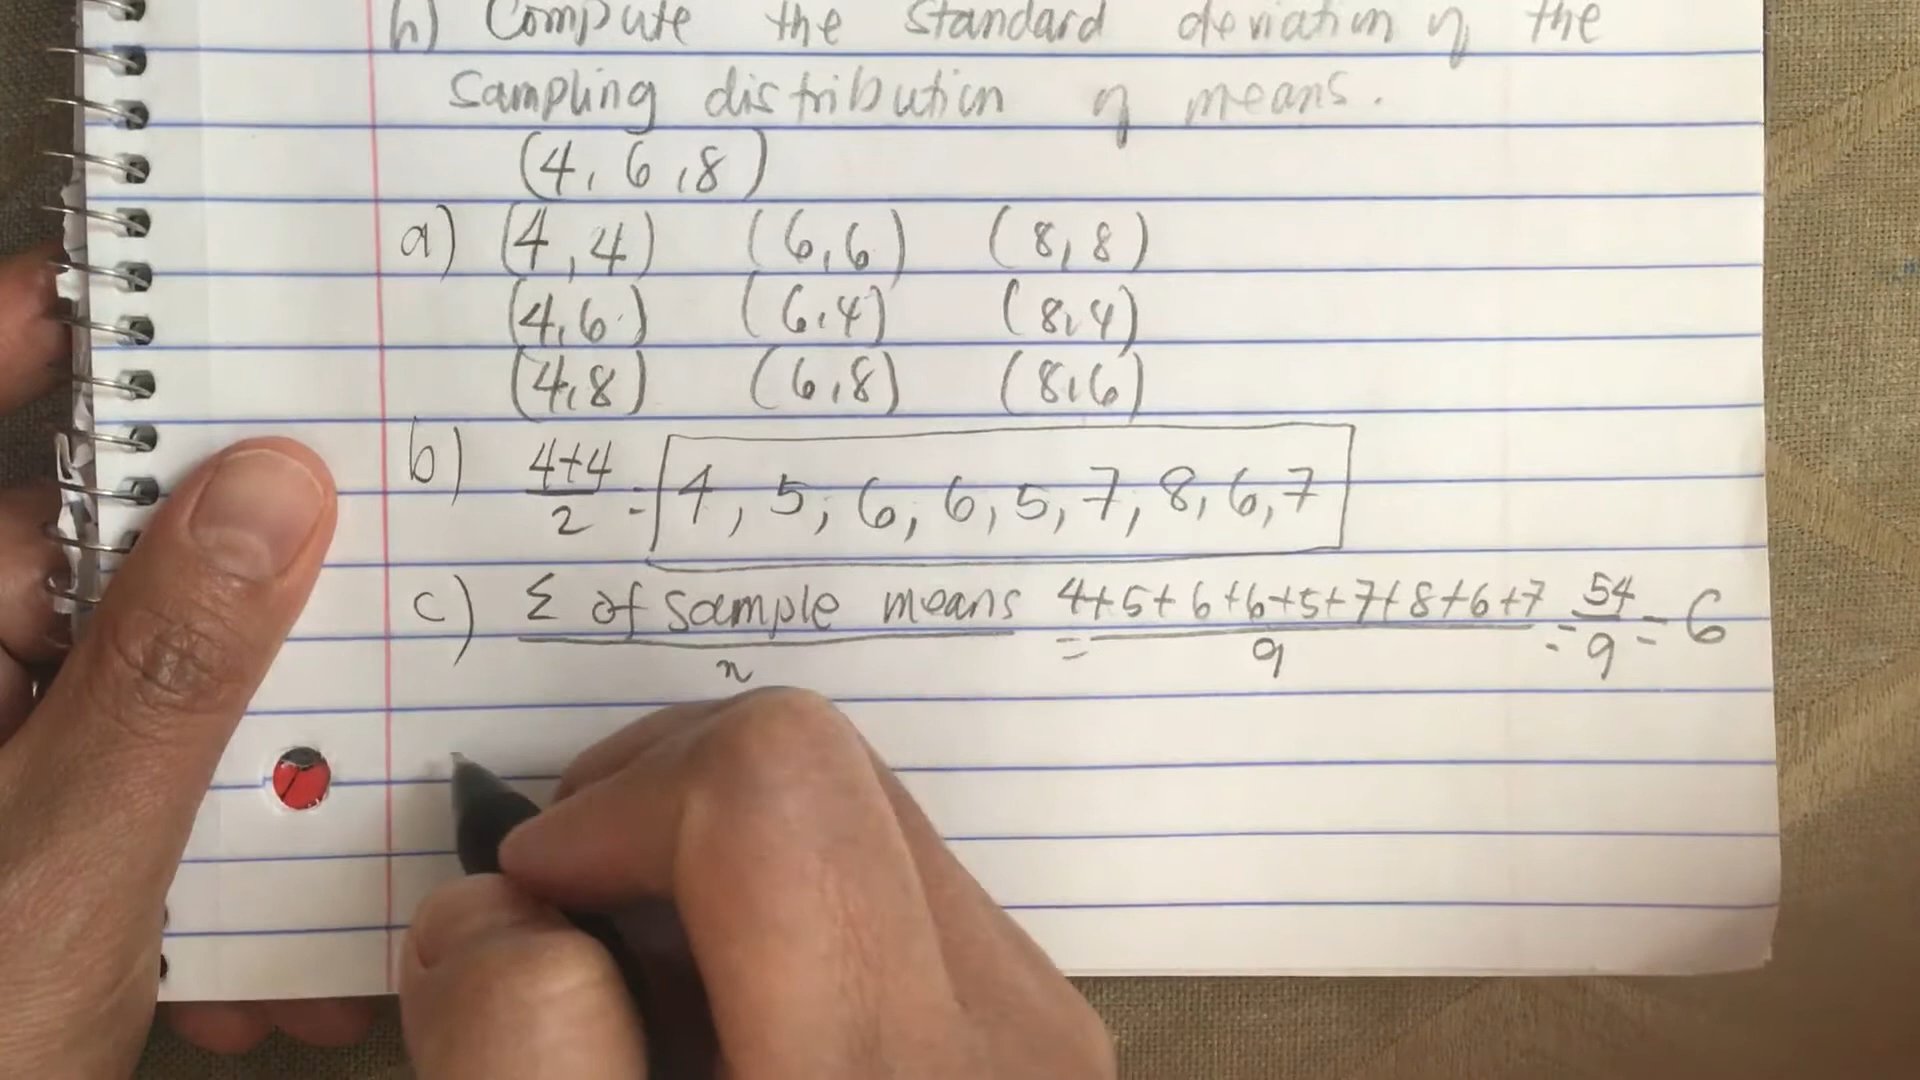 h) Compute the standard deviation of the
sampling distribution of means.
(4, 6, 8)
a) (4, 4) (6, 6) (8, 8)
(4, 6) (6, 4) (8, 4)
(4, 8) (6, 8) (8, 6)
b) 4+4/2 = 4, 5, 6, 6, 5, 7, 8, 6, 7
c) Σ of sample means/n = 4+5+6+6+5+7+8+6+7/9 = 54/9 = 6